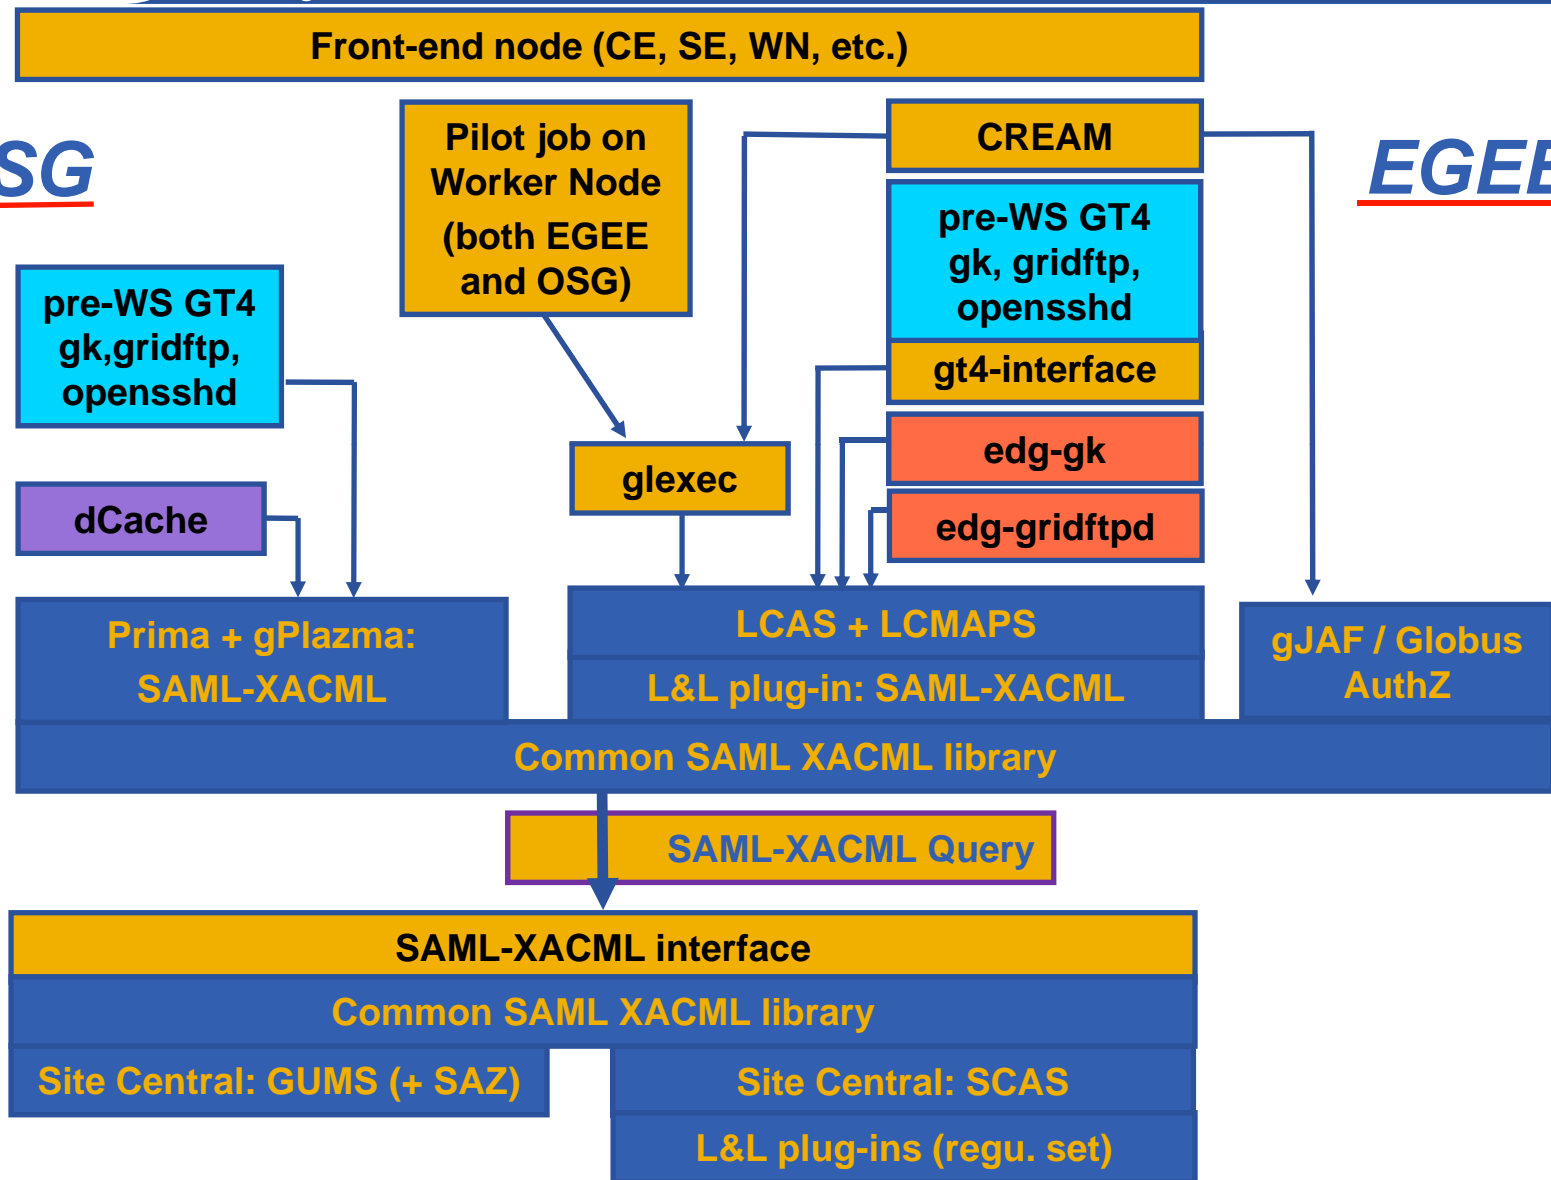 Front-end node (CE, SE, WN, etc.)
SG
EGEE
Pilot job on
Worker Node
(both EGEE
and OSG)
CREAM
pre-WS GT4
gk, gridftp,
opensshd
gt4-interface
pre-WS GT4
gk,gridftp,
opensshd
edg-gk
glexec
dCache
edg-gridftpd
Prima + gPlazma:
SAML-XACML
LCAS + LCMAPS
L&L plug-in: SAML-XACML
gJAF / Globus
AuthZ
Common SAML XACML library
SAML-XACML Query
SAML-XACML interface
Common SAML XACML library
Site Central: GUMS (+ SAZ)
Site Central: SCAS
L&L plug-ins (regu. set)